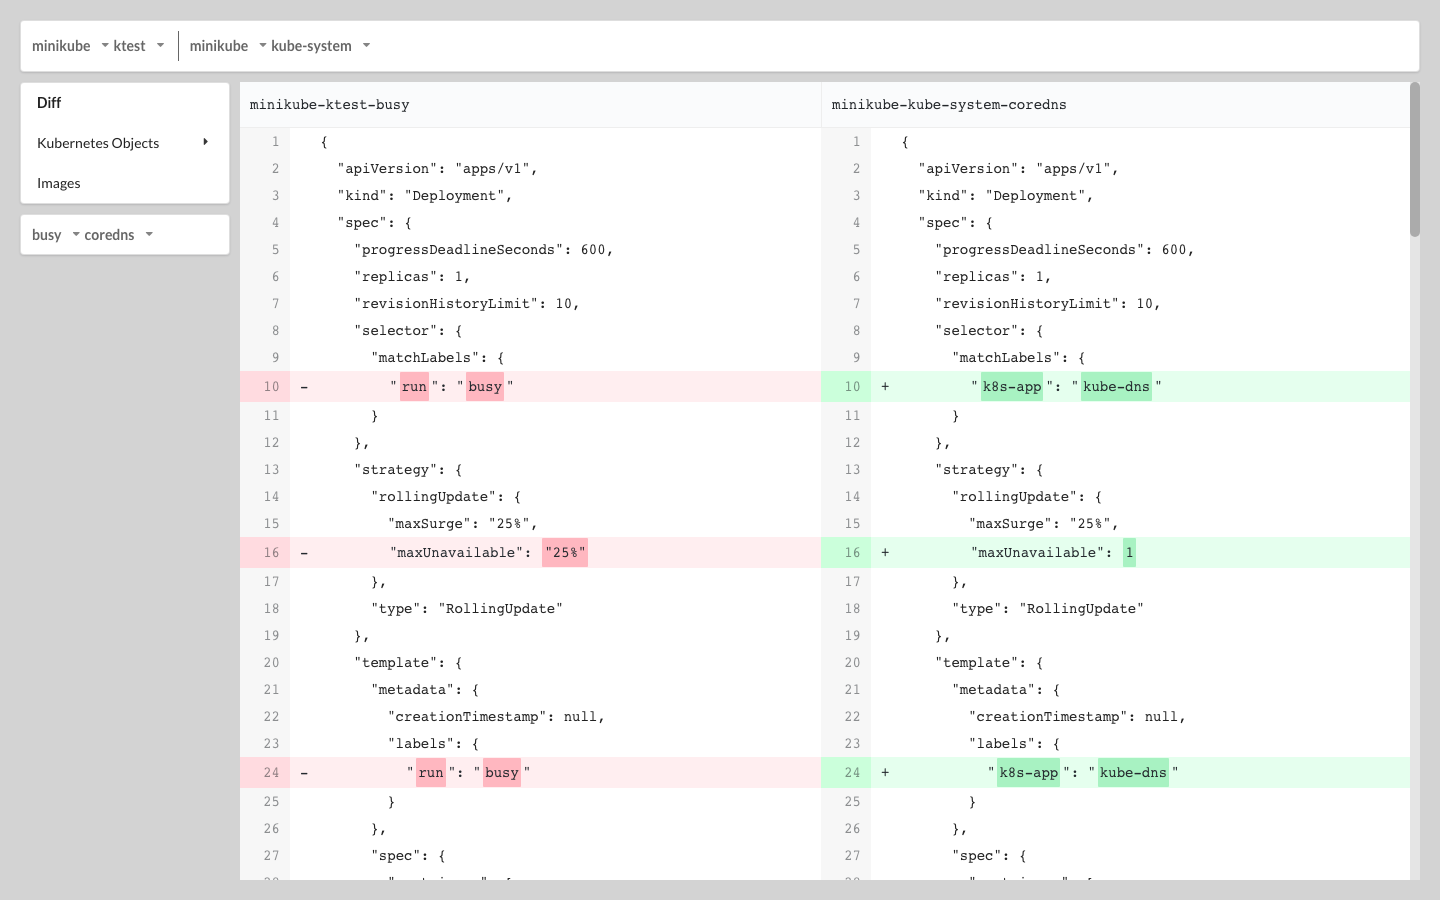 minikube ktest minikube kube-system
Diff
Kubernetes Objects
Images
busy coredns
minikube-ktest-busy
1 {
2 "apiVersion": "apps/v1",
3 "kind": "Deployment",
4 "spec": {
5 "progressDeadlineSeconds": 600,
6 "replicas": 1,
7 "revisionHistoryLimit": 10,
8 "selector": {
9 "matchLabels": {
10 - "run": "busy"
11 }
12 },
13 "strategy": {
14 "rollingUpdate": {
15 "maxSurge": "25%",
16 - "maxUnavailable": "25%"
17 },
18 "type": "RollingUpdate"
19 },
20 "template": {
21 "metadata": {
22 "creationTimestamp": null,
23 "labels": {
24 - "run": "busy"
25 }
26 },
27 "spec": {
minikube-kube-system-coredns
1 {
2 "apiVersion": "apps/v1",
3 "kind": "Deployment",
4 "spec": {
5 "progressDeadlineSeconds": 600,
6 "replicas": 1,
7 "revisionHistoryLimit": 10,
8 "selector": {
9 "matchLabels": {
10 + "k8s-app": "kube-dns"
11 }
12 },
13 "strategy": {
14 "rollingUpdate": {
15 "maxSurge": "25%",
16 + "maxUnavailable": 1
17 },
18 "type": "RollingUpdate"
19 },
20 "template": {
21 "metadata": {
22 "creationTimestamp": null,
23 "labels": {
24 + "k8s-app": "kube-dns"
25 }
26 },
27 "spec": {